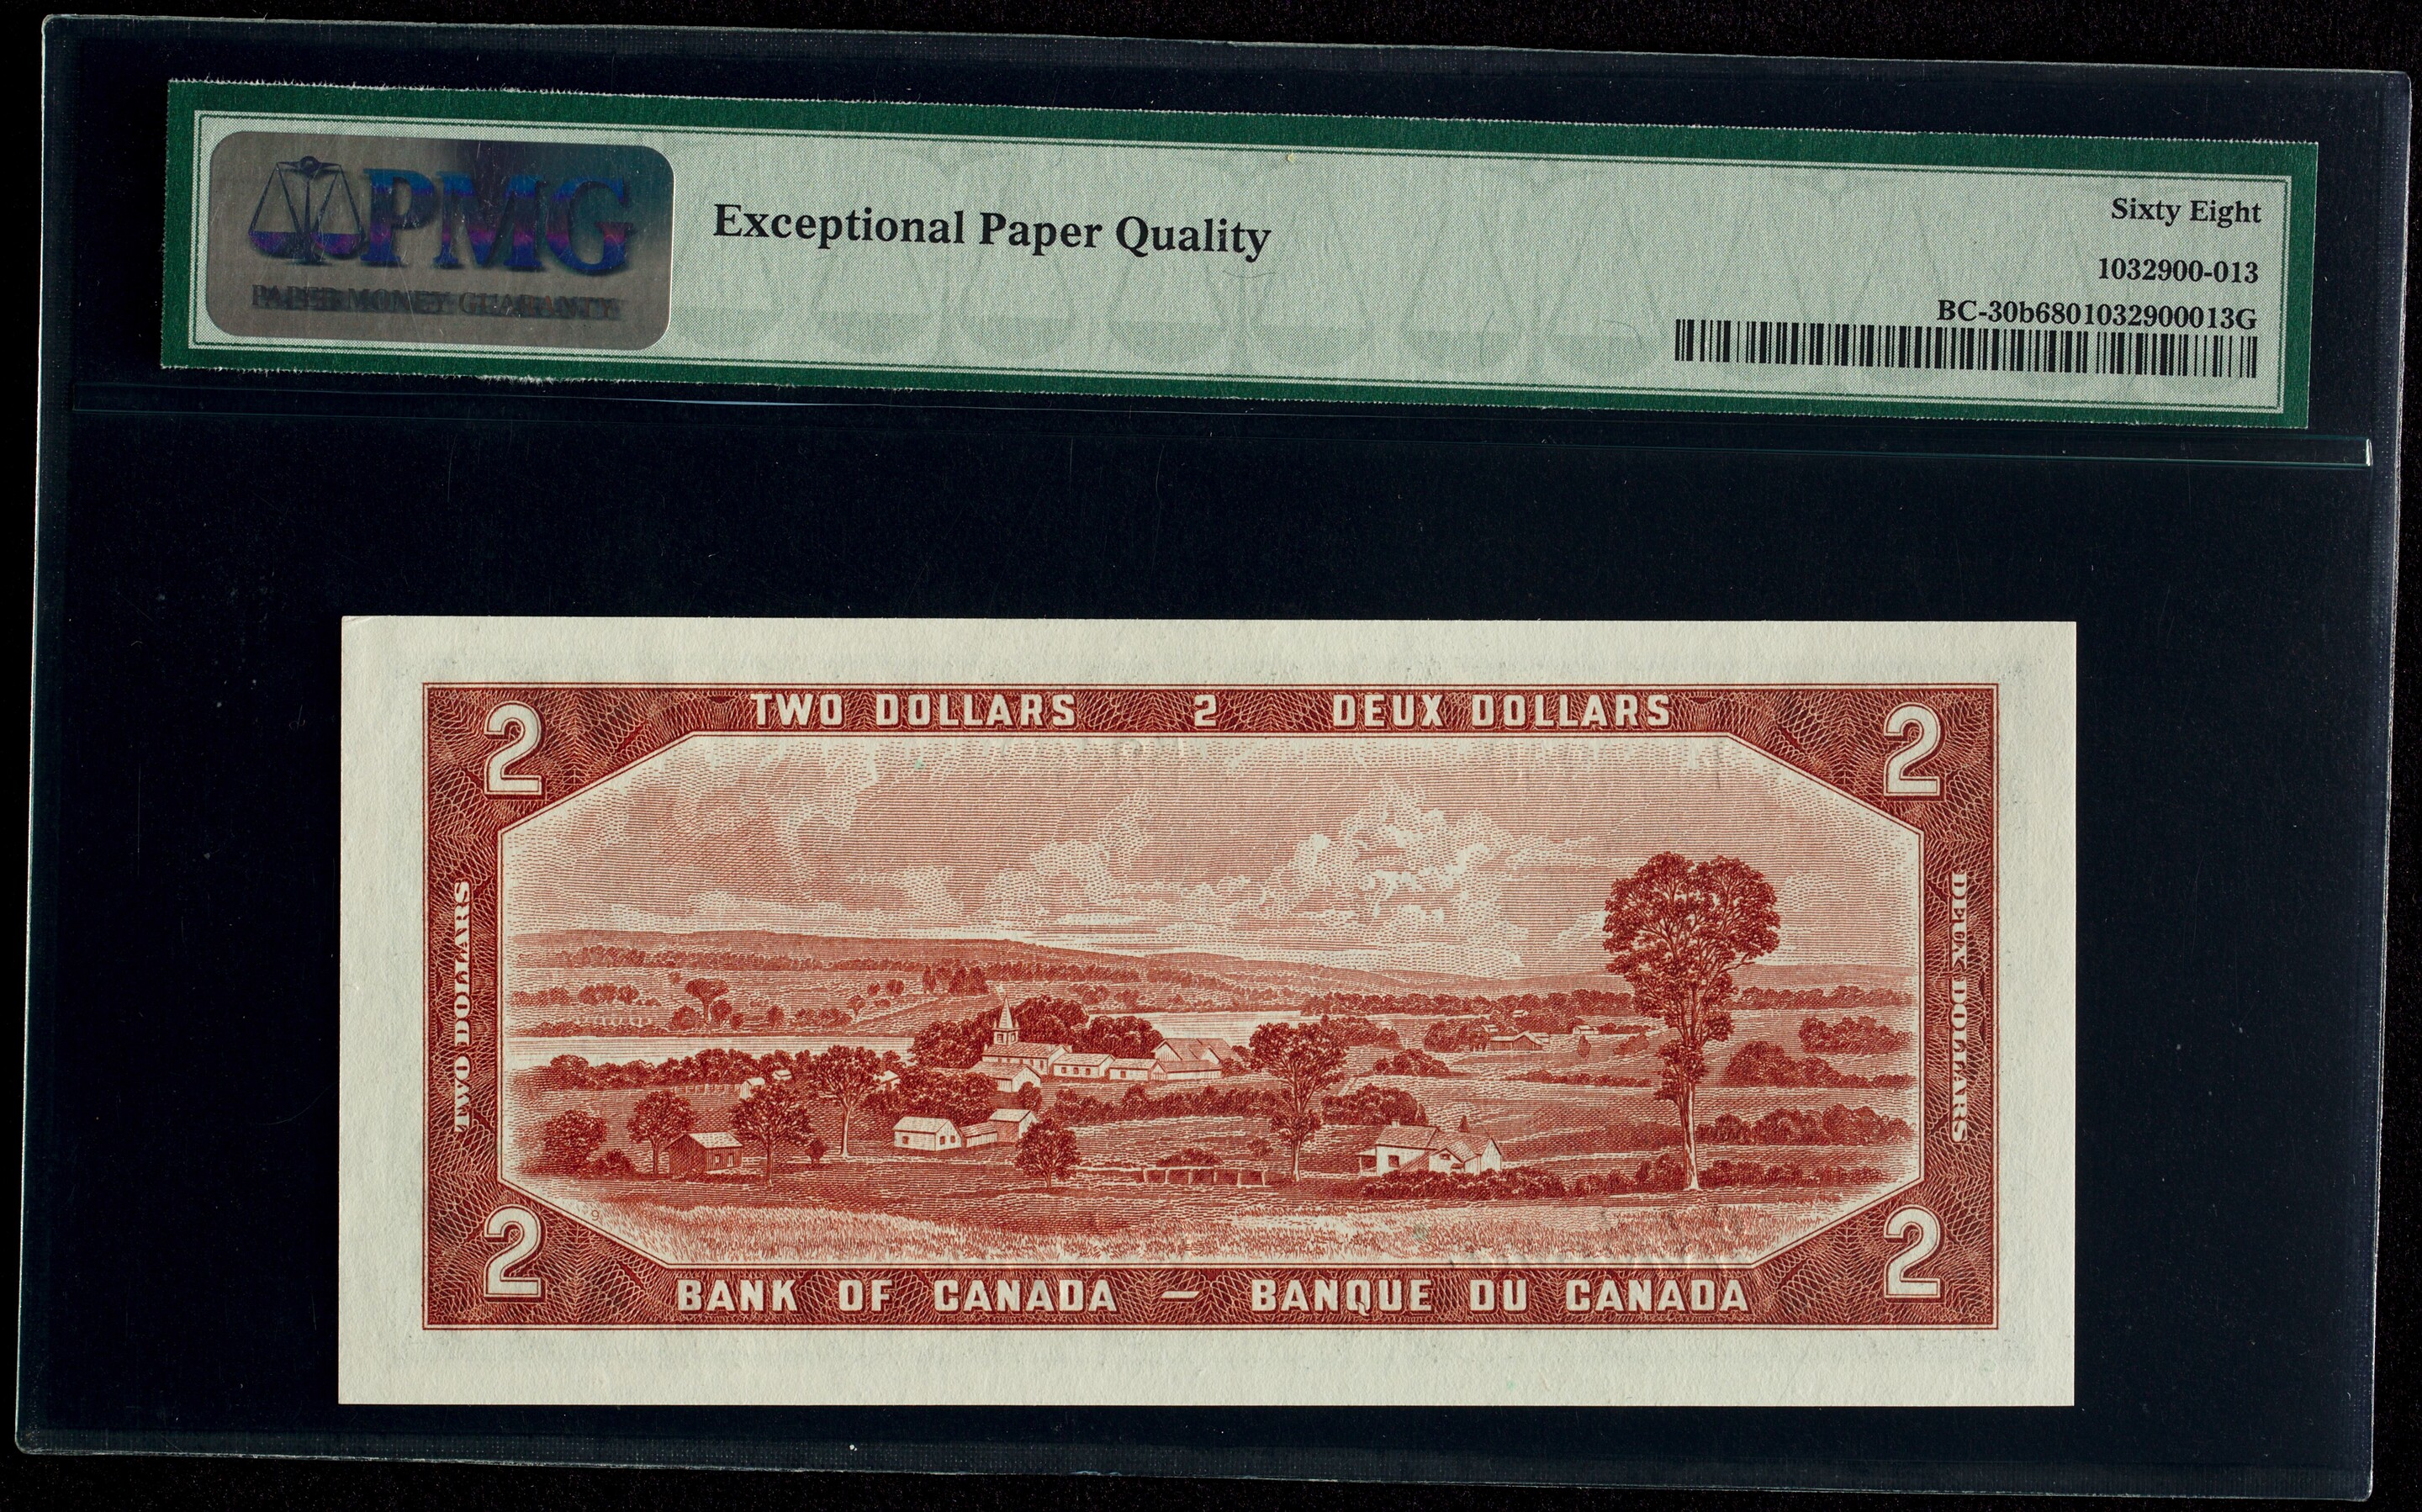 PMG
PAPER MONEY GUARANTY
Exceptional Paper Quality
Sixty Eight
1032900-013
BC-30b6801032900013G
TWO DOLLARS 2 DEUX DOLLARS
2
2
TWO DOLLARS
DEUX DOLLARS
2
2
BANK OF CANADA – BANQUE DU CANADA